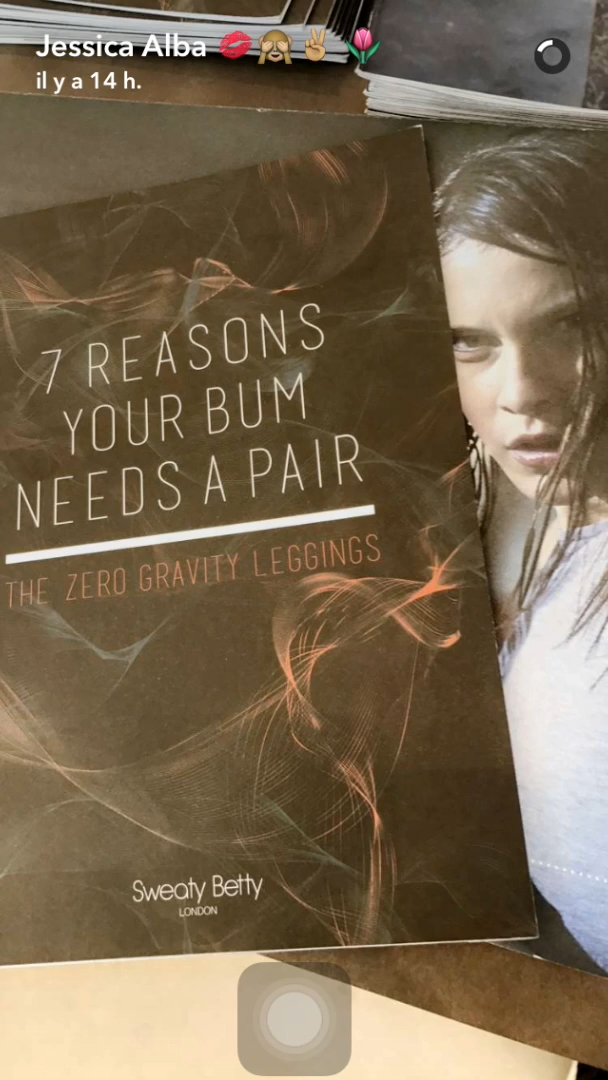 Jessica Alba 💋🙈✌🌷
il y a 14 h.
7 REASONS
YOUR BUM
NEEDS A PAIR
THE ZERO GRAVITY LEGGINGS
Sweaty Betty
LONDON